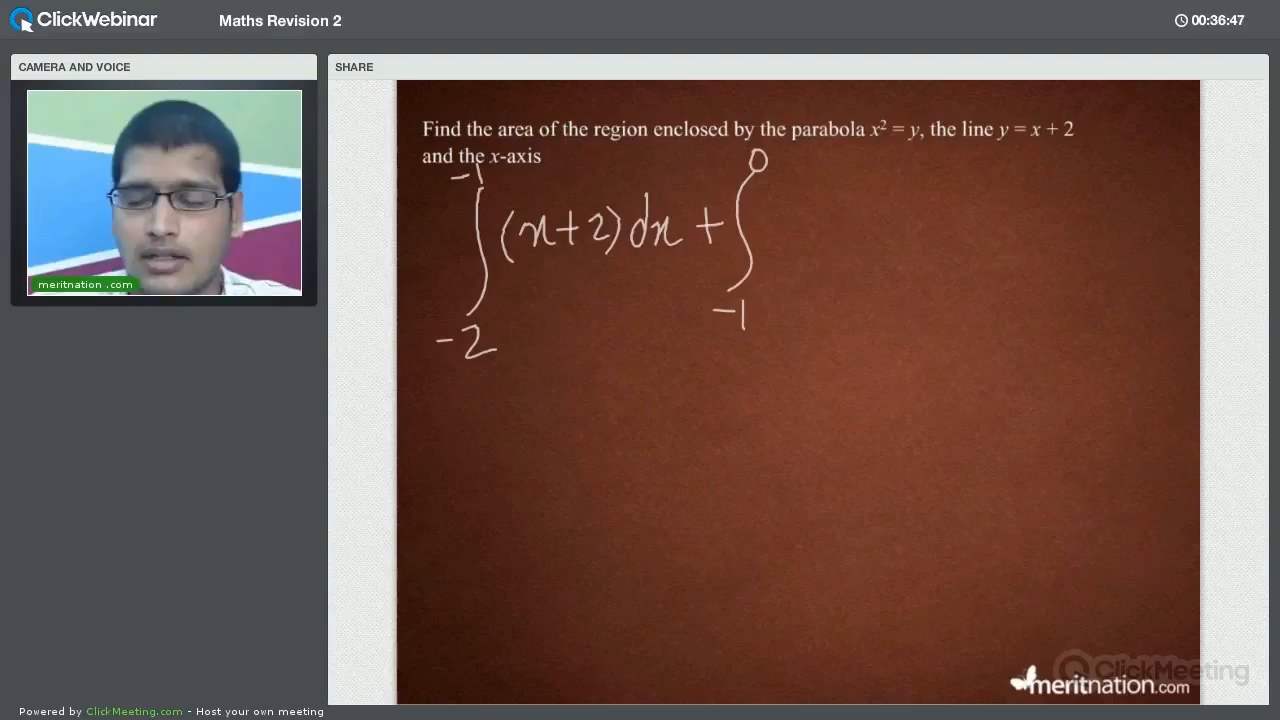 ClickWebinar Maths Revision 2 00:36:47
CAMERA AND VOICE
SHARE
Find the area of the region enclosed by the parabola x² = y, the line y = x + 2
and the x-axis
-1 0
∫ (x+2) dx + ∫
-2 -1
meritnation .com
ClickMeeting
meritnation.com
Powered by ClickMeeting.com - Host your own meeting